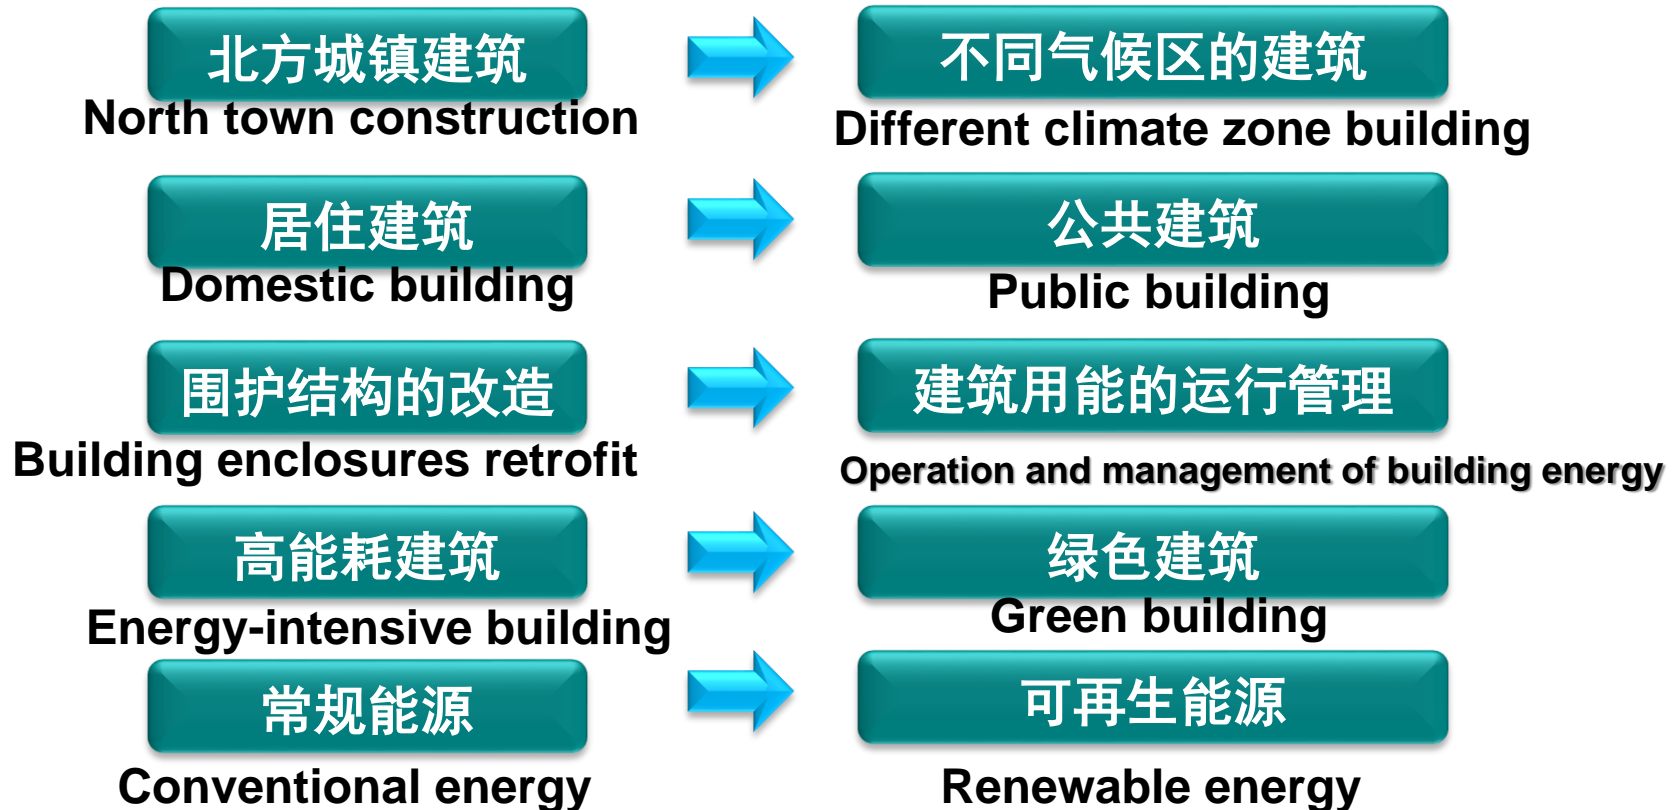 北方城镇建筑
North town construction
不同气候区的建筑
Different climate zone building
居住建筑
Domestic building
公共建筑
Public building
围护结构的改造
Building enclosures retrofit
建筑用能的运行管理
Operation and management of building energy
高能耗建筑
Energy-intensive building
绿色建筑
Green building
常规能源
Conventional energy
可再生能源
Renewable energy